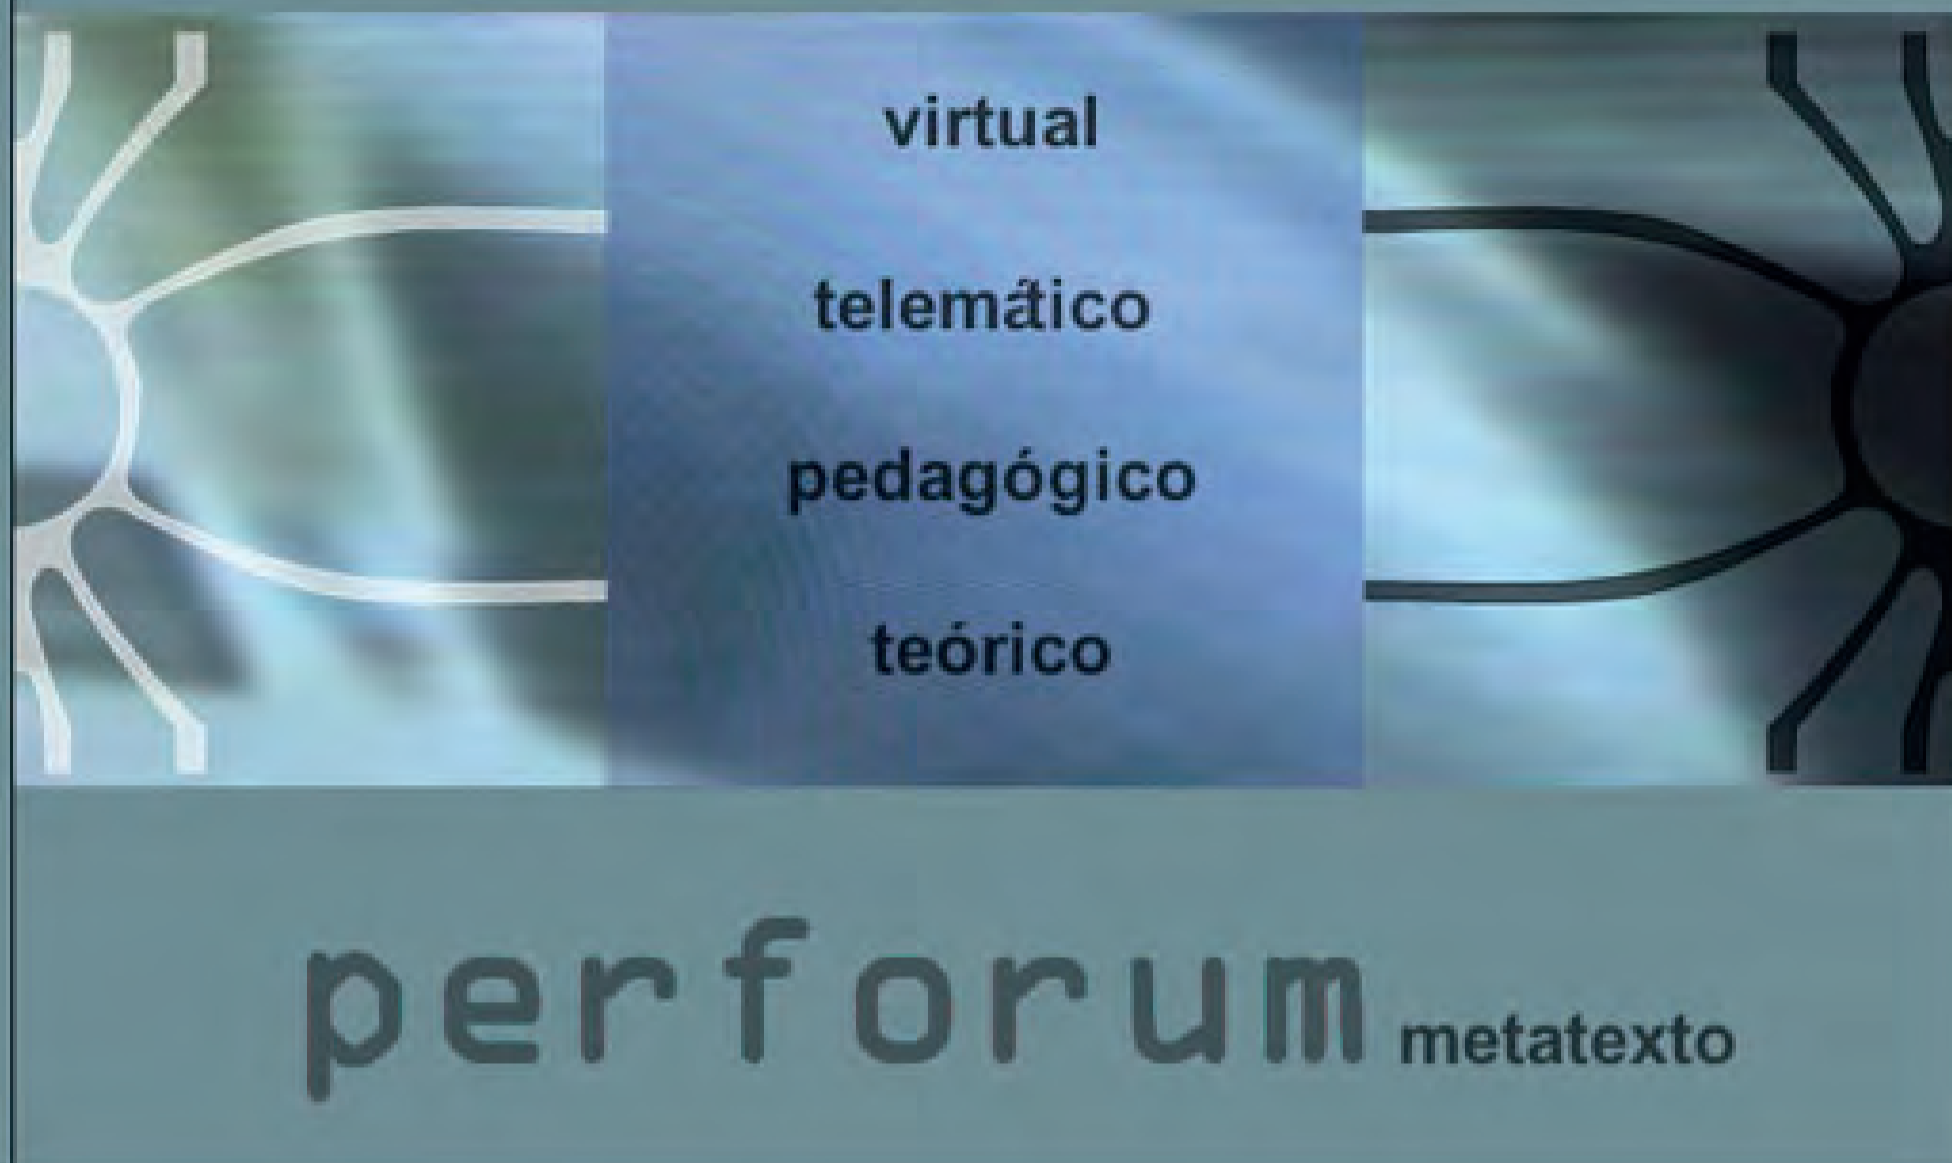 virtual
telemático
pedagógico
teórico
perforum metatexto